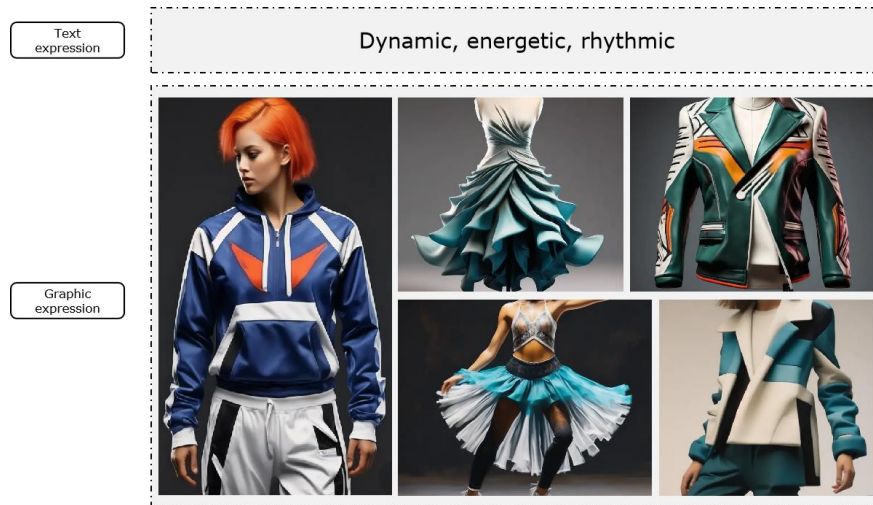 Text
expression
Dynamic, energetic, rhythmic
Graphic
expression